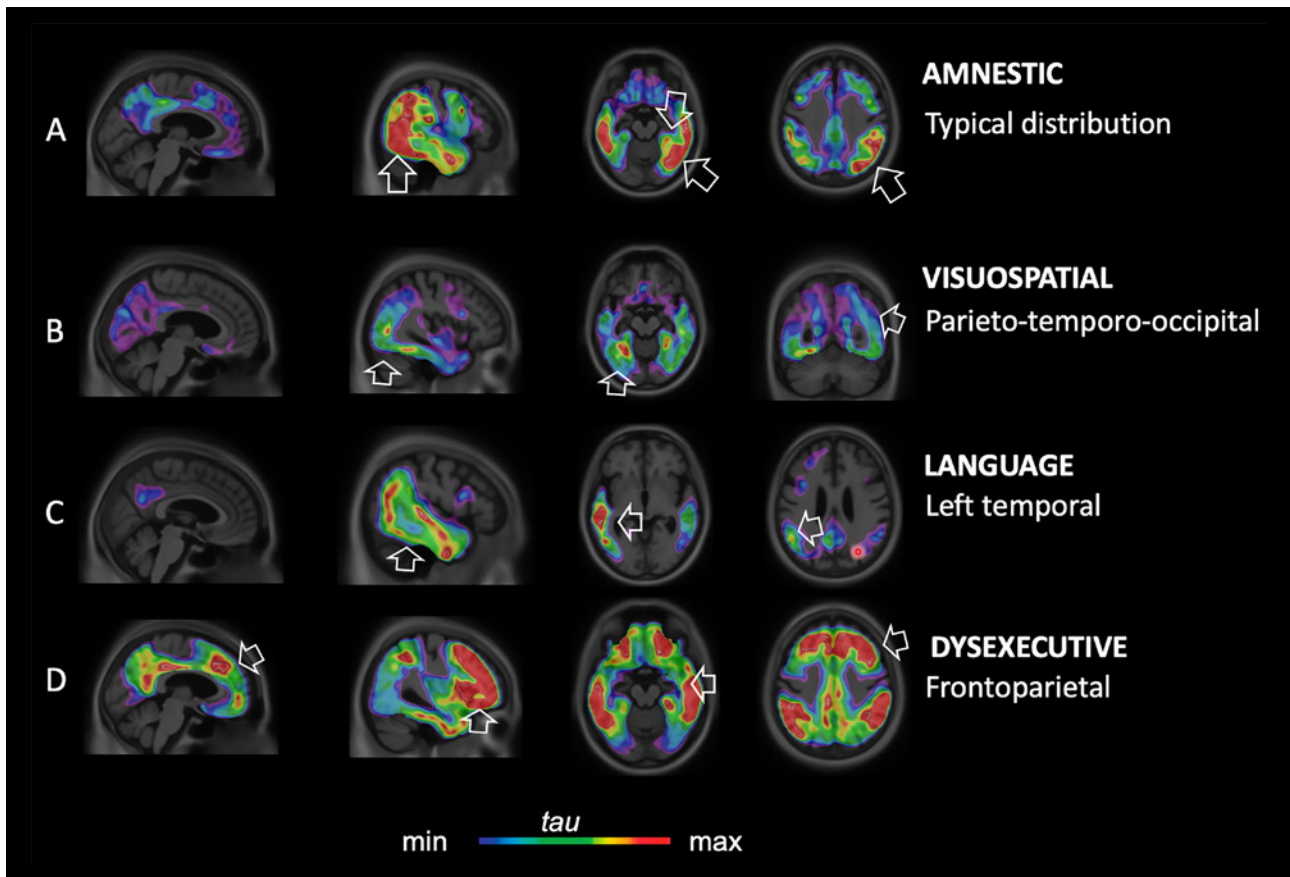 A
AMNESTIC
Typical distribution
B
VISUOSPATIAL
Parieto-temporo-occipital
C
LANGUAGE
Left temporal
D
DYSEXECUTIVE
Frontoparietal
tau
min max